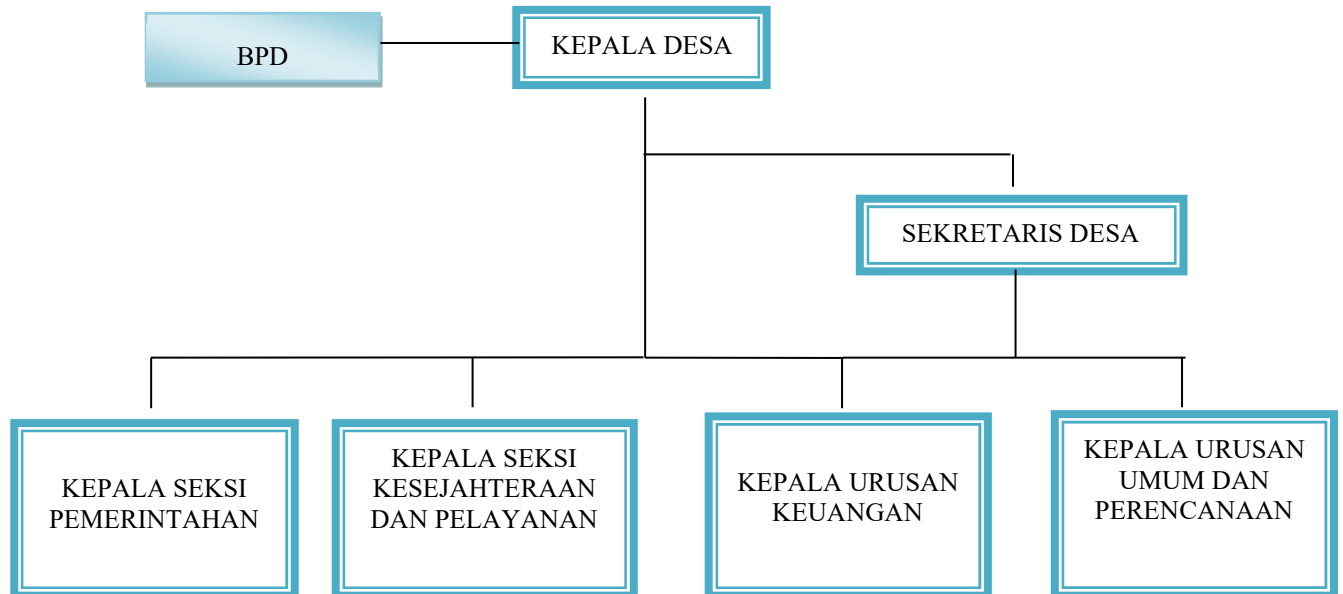 BPD
KEPALA DESA
SEKRETARIS DESA
KEPALA SEKSI
PEMERINTAHAN
KEPALA SEKSI
KESEJAHTERAAN
DAN PELAYANAN
KEPALA URUSAN
KEUANGAN
KEPALA URUSAN
UMUM DAN
PERENCANAAN